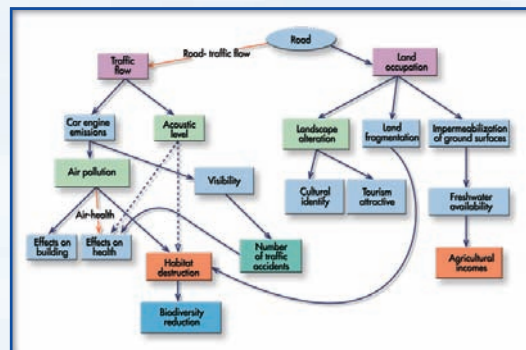 Road
Road- traffic flow
Traffic
flow
Land
occupation
Car engine
emissions
Acoustic
level
Landscape
alteration
Land
fragmentation
Impermeabilization
of ground surfaces
Air pollution
Visibility
Cultural
identify
Tourism
attractive
Freshwater
availability
Air-health
Effects on
building
Effects on
health
Habitat
destruction
Number
of traffic
accidents
Agricultural
incomes
Biodiversity
reduction